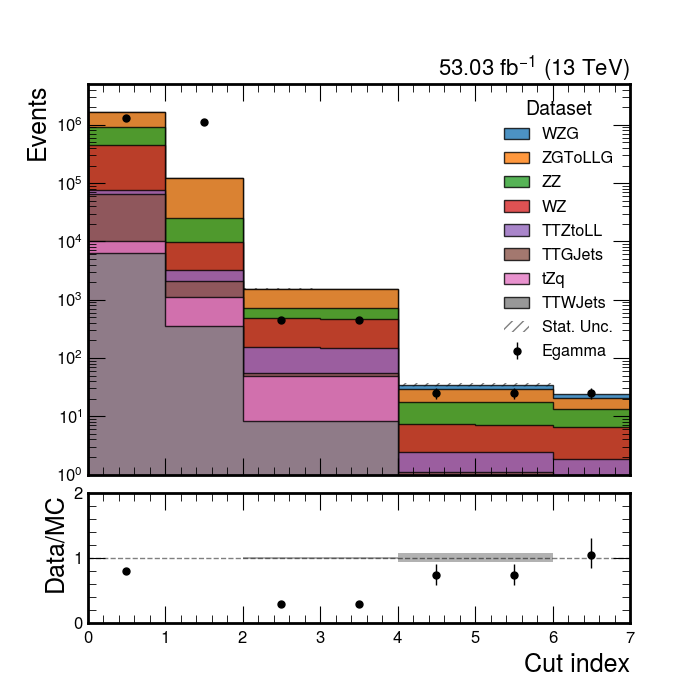 53.03 fb⁻¹ (13 TeV)
Events
10⁶
10⁵
10⁴
10³
10²
10¹
10⁰
Dataset
WZG
ZGToLLG
ZZ
WZ
TTZtoLL
TTGJets
tZq
TTWJets
Stat. Unc.
Egamma
Data/MC
2
1
0
0 1 2 3 4 5 6 7
Cut index